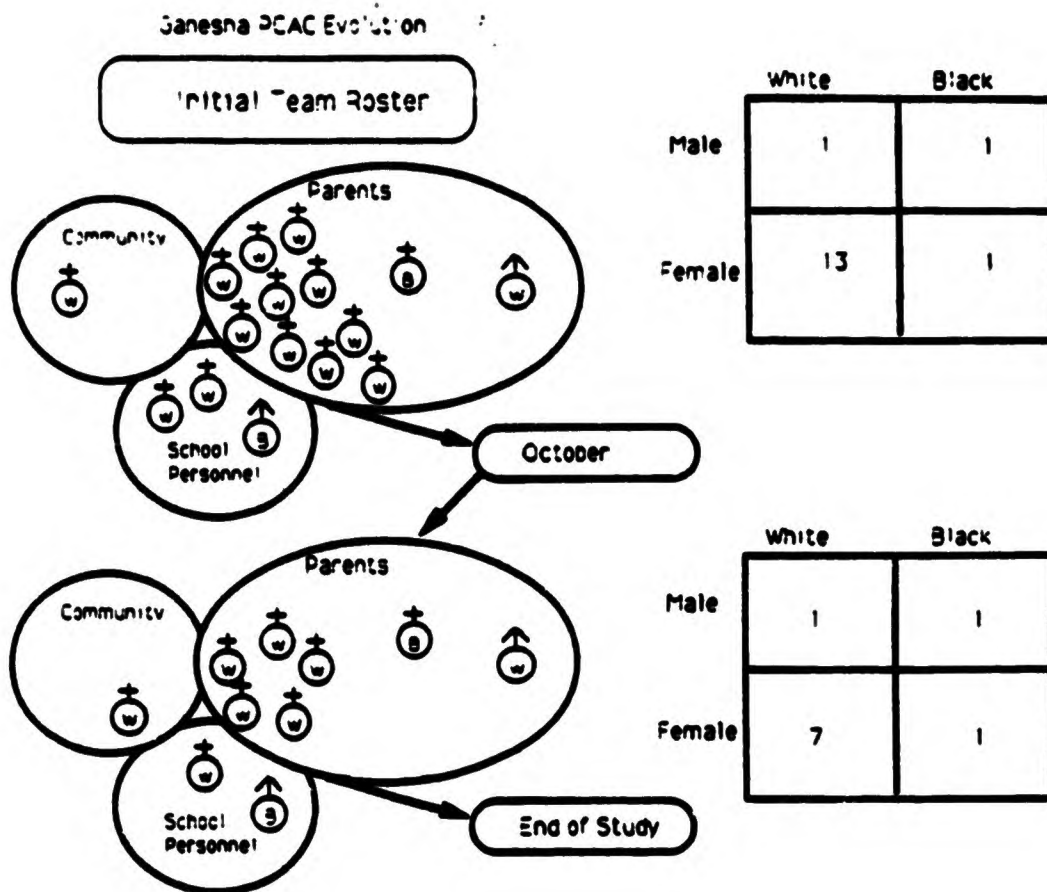 Ganesna PCAC Evolution
Initial Team Roster
White Black
Male 1 1
Female 13 1
Parents
w w w w w w w w w w B w
Community
w
w w B
School
Personnel
October
White Black
Male 1 1
Female 7 1
Parents
w w w w w B w
Community
w
w B
School
Personnel
End of Study